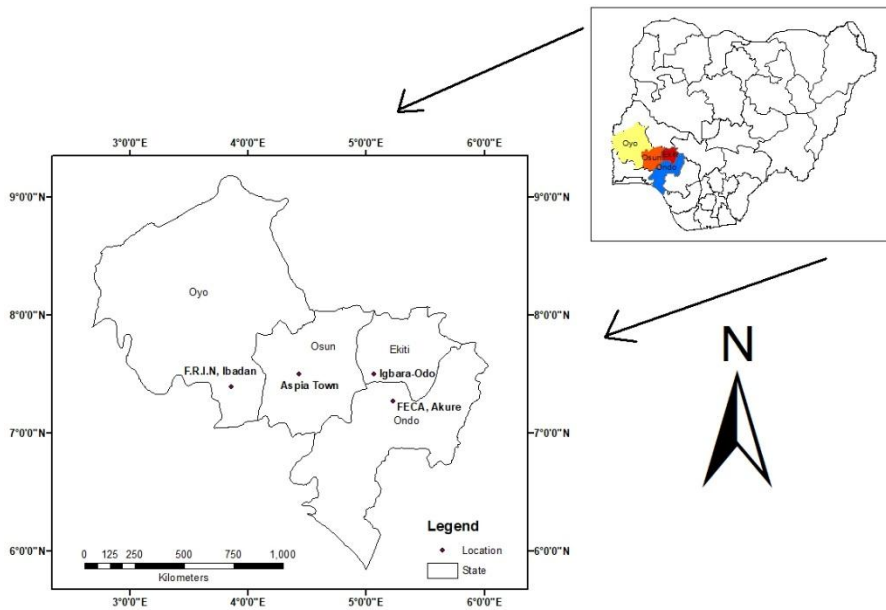 Oyo
Osun
Ondo
3°0'0"E 4°0'0"E 5°0'0"E 6°0'0"E
9°0'0"N 9°0'0"N
Oyo
8°0'0"N 8°0'0"N
Osun
Ekiti
F.R.I.N, Ibadan
Aspia Town
Igbara-Odo
FECA, Akure
Ondo
7°0'0"N 7°0'0"N
N
Legend
Location
State
0 125 250 500 750 1,000
Kilometers
6°0'0"N 6°0'0"N
3°0'0"E 4°0'0"E 5°0'0"E 6°0'0"E